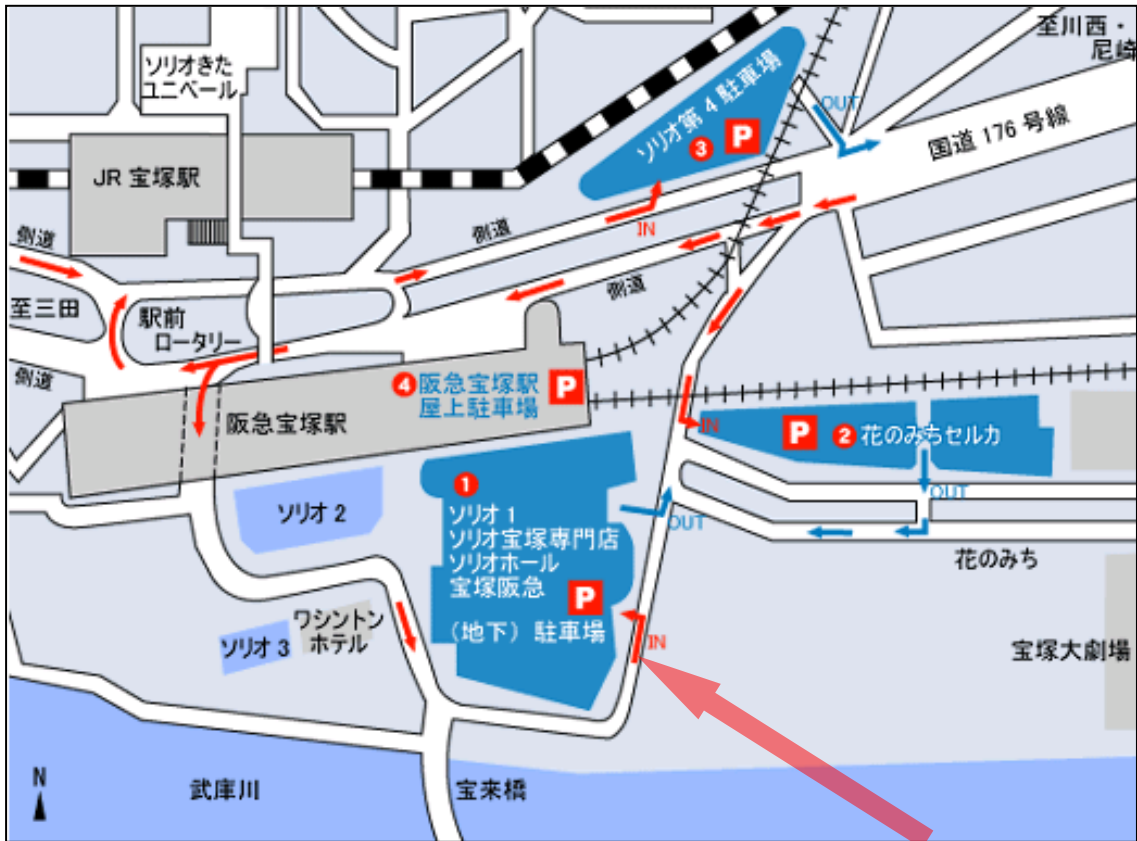 至川西・
尼崎
ソリオきた
ユニベール
ソリオ第4駐車場
3 P
OUT
国道176号線
JR 宝塚駅
側道
側道
IN
側道
至三田
駅前
ロータリー
側道
4 阪急宝塚駅
屋上駐車場
P
阪急宝塚駅
IN
P 2 花のみちセルカ
OUT
1
ソリオ1
ソリオ宝塚専門店
ソリオホール
宝塚阪急
P
(地下)駐車場
OUT
IN
ソリオ2
花のみち
ワシントン
ホテル
ソリオ3
宝塚大劇場
N
武庫川
宝来橋